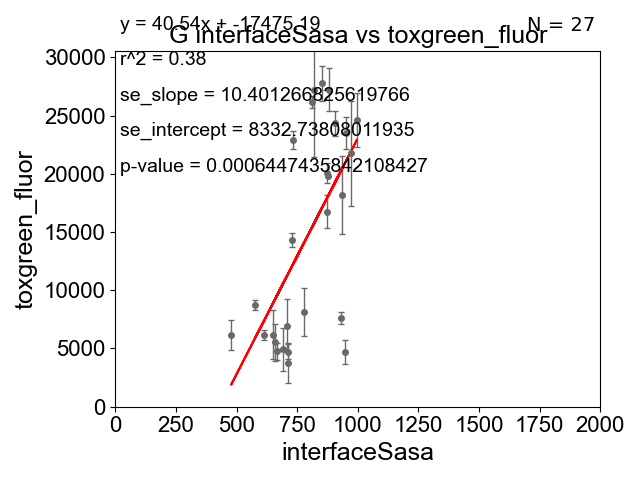 y = 40.54x + -17475.19
N = 27
G interfaceSasa vs toxgreen_fluor
r^2 = 0.38
se_slope = 10.401266825619766
se_intercept = 8332.73808011935
p-value = 0.0006447435842108427
30000
25000
20000
15000
10000
5000
0
toxgreen_fluor
0 250 500 750 1000 1250 1500 1750 2000
interfaceSasa